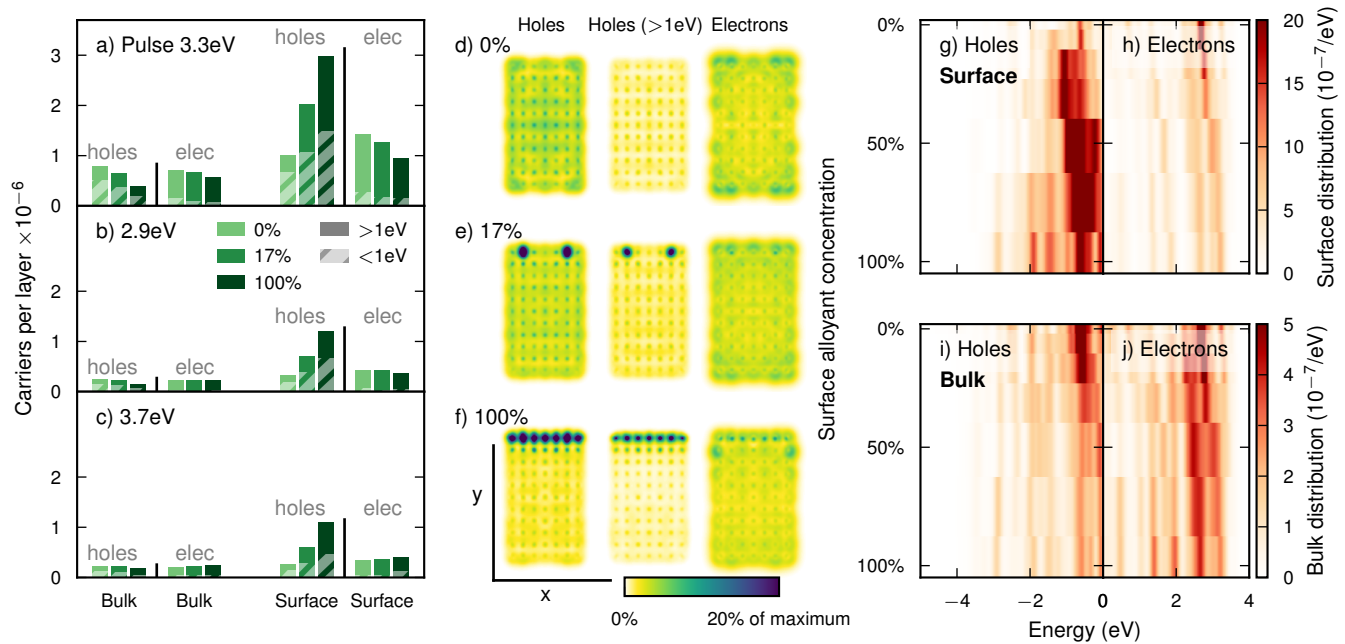 a) Pulse 3.3eV
holes
elec
holes
elec
3
2
1
0
b) 2.9eV
0%
17%
100%
>1eV
<1eV
holes
elec
holes
elec
2
1
0
c) 3.7eV
holes
elec
holes
elec
2
1
0
Bulk
Bulk
Surface
Surface
Carriers per layer × 10⁻⁶
Holes
Holes (>1eV)
Electrons
d) 0%
e) 17%
f) 100%
y
x
0%
20% of maximum
Surface alloyant concentration
0%
50%
100%
g) Holes
Surface
h) Electrons
20
15
10
5
0
Surface distribution (10⁻⁷/eV)
0%
50%
100%
i) Holes
Bulk
j) Electrons
5
4
3
2
1
0
Bulk distribution (10⁻⁷/eV)
−4
−2
0
2
4
Energy (eV)